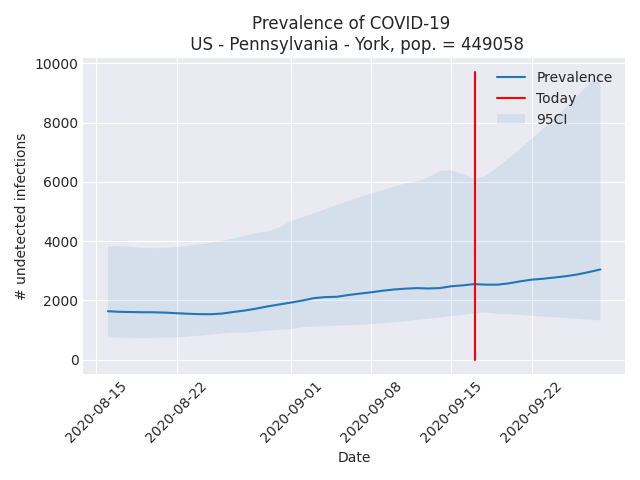 Prevalence of COVID-19
US - Pennsylvania - York, pop. = 449058
10000
8000
6000
4000
2000
0
# undetected infections
Prevalence
Today
95CI
2020-08-15
2020-08-22
2020-09-01
2020-09-08
2020-09-15
2020-09-22
Date